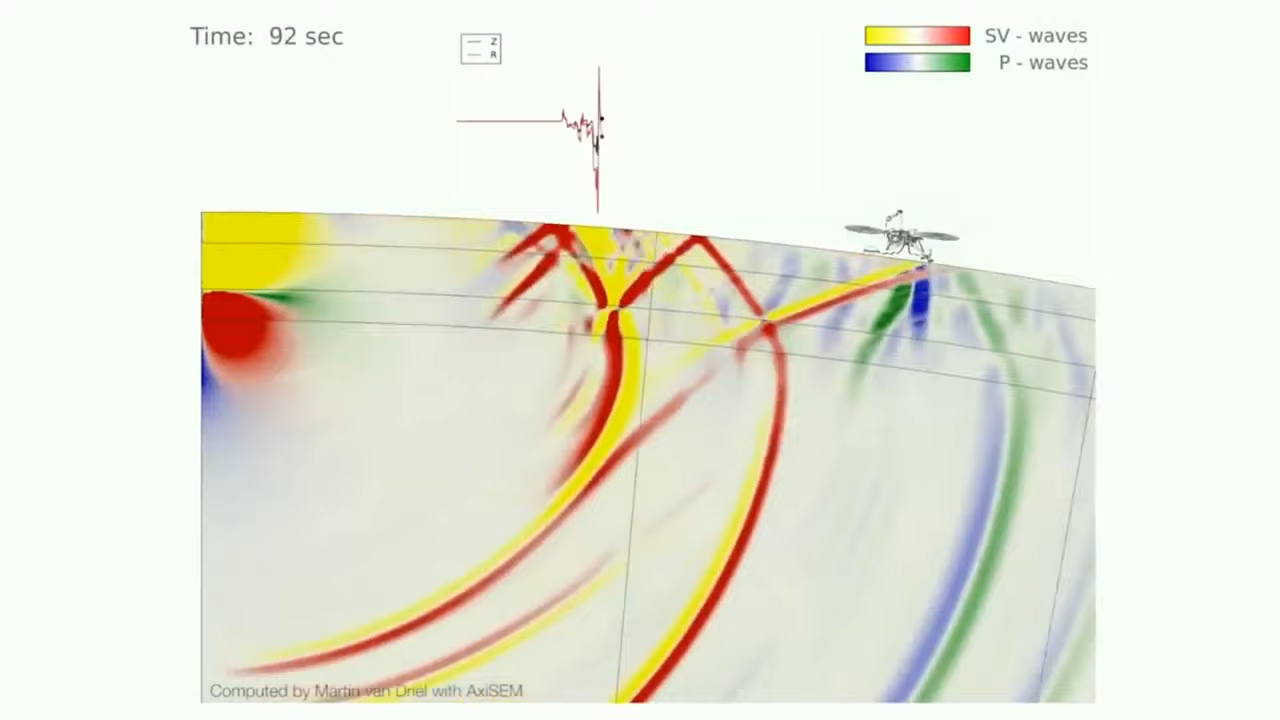 Time: 92 sec
Z
R
SV - waves
P - waves
Computed by Martin van Driel with AxiSEM